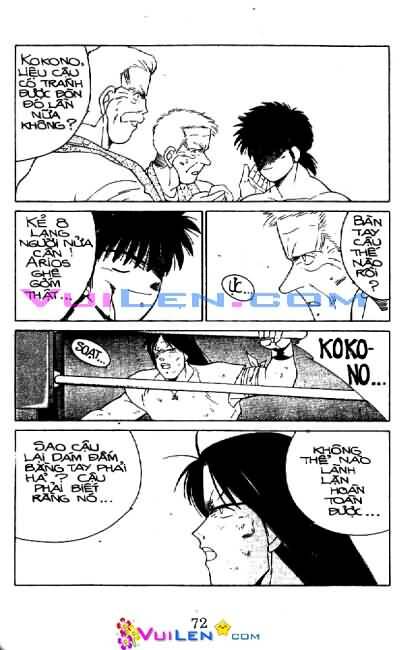 KOKONO,
LIỆU CẬU
CÓ TRÁNH
ĐƯỢC ĐÒN
ĐÓ LẦN
NỮA
KHÔNG?
KẺ 8
LẠNG
NGƯỜI NỬA
CÂN!
ARIOS
GHÊ
GỚM
THẬT...
BÀN
TAY
CẬU
THẾ
NÀO
RỒI
?
ỰC...
VUILEN.COM
SOẠT...
KOKO-
NO...
SAO CẬU
LẠI DÁM ĐẤM
BẰNG TAY PHẢI
HẢ? CẬU
PHẢI BIẾT
RẰNG NÓ...
KHÔNG
THỂ NÀO
LÀNH
LẶN
HOÀN
TOÀN
ĐƯỢC...
72
VUILEN.COM